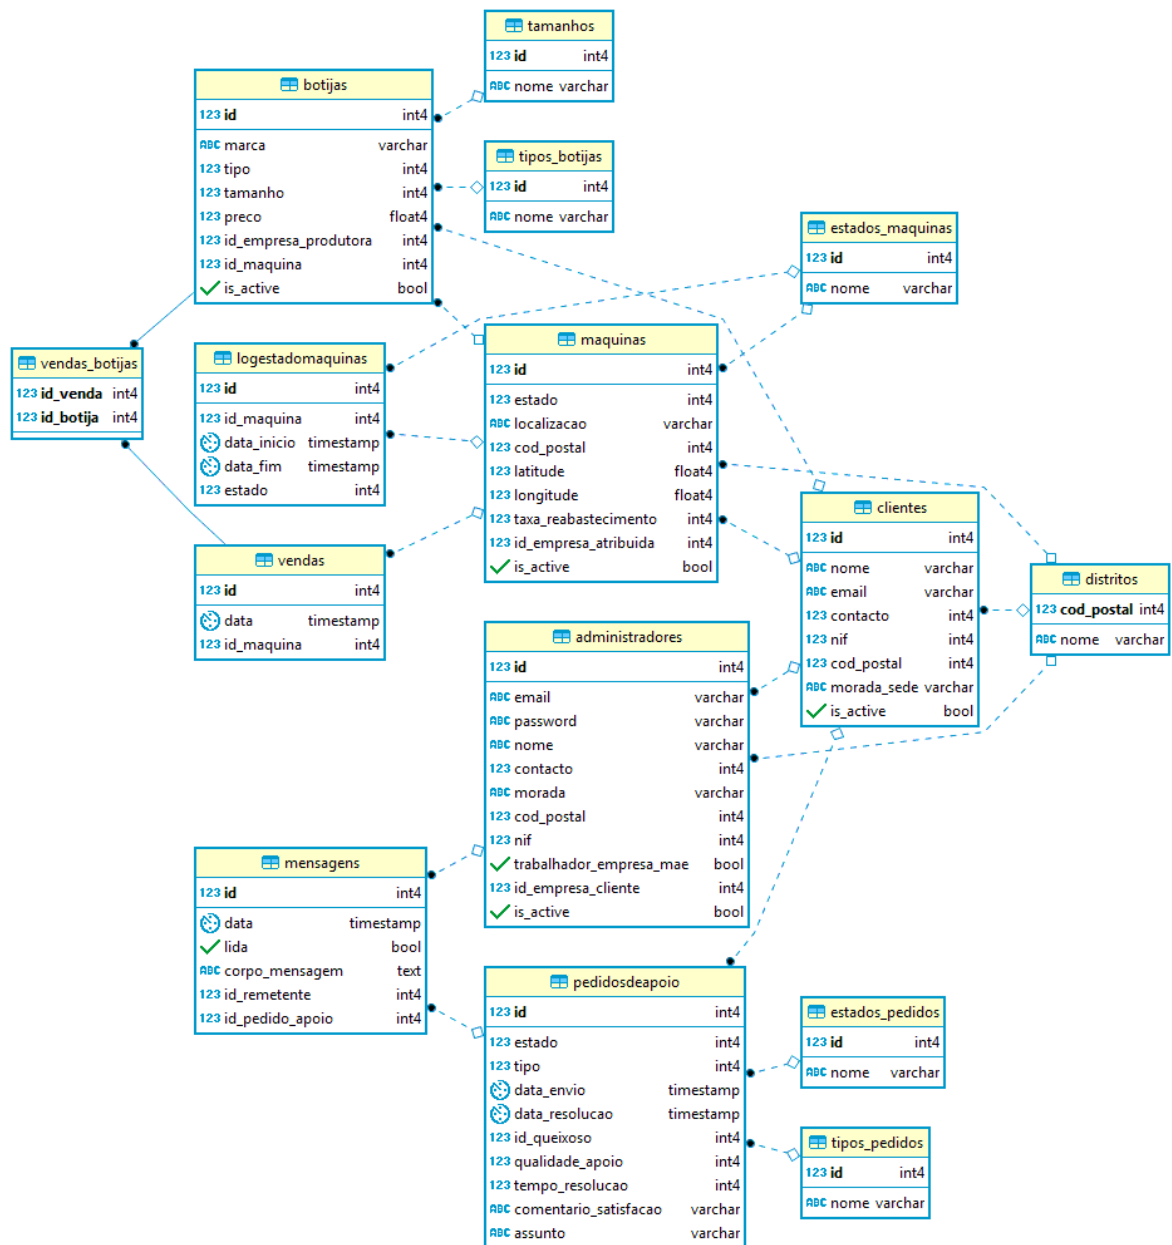 tamanhos
123 id int4
ABC nome varchar
botijas
123 id int4
ABC marca varchar
123 tipo int4
123 tamanho int4
123 preco float4
123 id_empresa_produtora int4
123 id_maquina int4
is_active bool
tipos_botijas
123 id int4
ABC nome varchar
estados_maquinas
123 id int4
ABC nome varchar
vendas_botijas
123 id_venda int4
123 id_botija int4
logestadomaquinas
123 id int4
123 id_maquina int4
data_inicio timestamp
data_fim timestamp
123 estado int4
maquinas
123 id int4
123 estado int4
ABC localizacao varchar
123 cod_postal int4
123 latitude float4
123 longitude float4
123 taxa_reabastecimento int4
123 id_empresa_atribuida int4
is_active bool
clientes
123 id int4
ABC nome varchar
ABC email varchar
123 contacto int4
123 nif int4
123 cod_postal int4
ABC morada_sede varchar
is_active bool
distritos
123 cod_postal int4
ABC nome varchar
vendas
123 id int4
data timestamp
123 id_maquina int4
administradores
123 id int4
ABC email varchar
ABC password varchar
ABC nome varchar
123 contacto int4
ABC morada varchar
123 cod_postal int4
123 nif int4
trabalhador_empresa_mae bool
123 id_empresa_cliente int4
is_active bool
mensagens
123 id int4
data timestamp
lida bool
ABC corpo_mensagem text
123 id_remetente int4
123 id_pedido_apoio int4
pedidosdeapoio
123 id int4
123 estado int4
123 tipo int4
data_envio timestamp
data_resolucao timestamp
123 id_queixoso int4
123 qualidade_apoio int4
123 tempo_resolucao int4
ABC comentario_satisfacao varchar
ABC assunto varchar
estados_pedidos
123 id int4
ABC nome varchar
tipos_pedidos
123 id int4
ABC nome varchar